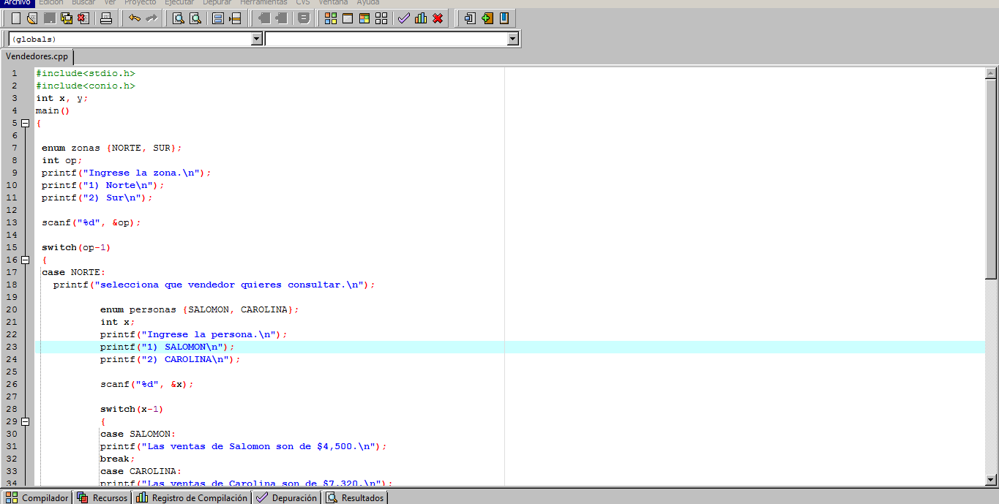 Archivo Edición Buscar Ver Proyecto Ejecutar Depurar Herramientas CVS Ventana Ayuda
(globals)
Vendedores.cpp
1 #include<stdio.h>
2 #include<conio.h>
3 int x, y;
4 main()
5 {
6
7 enum zonas {NORTE, SUR};
8 int op;
9 printf("Ingrese la zona.\n");
10 printf("1) Norte\n");
11 printf("2) Sur\n");
12
13 scanf("%d", &op);
14
15 switch(op-1)
16 {
17 case NORTE:
18 printf("selecciona que vendedor quieres consultar.\n");
19
20 enum personas {SALOMON, CAROLINA};
21 int x;
22 printf("Ingrese la persona.\n");
23 printf("1) SALOMON\n");
24 printf("2) CAROLINA\n");
25
26 scanf("%d", &x);
27
28 switch(x-1)
29 {
30 case SALOMON:
31 printf("Las ventas de Salomon son de $4,500.\n");
32 break;
33 case CAROLINA:
34 printf("Las ventas de Carolina son de $7,320.\n");
Compilador Recursos Registro de Compilación Depuración Resultados